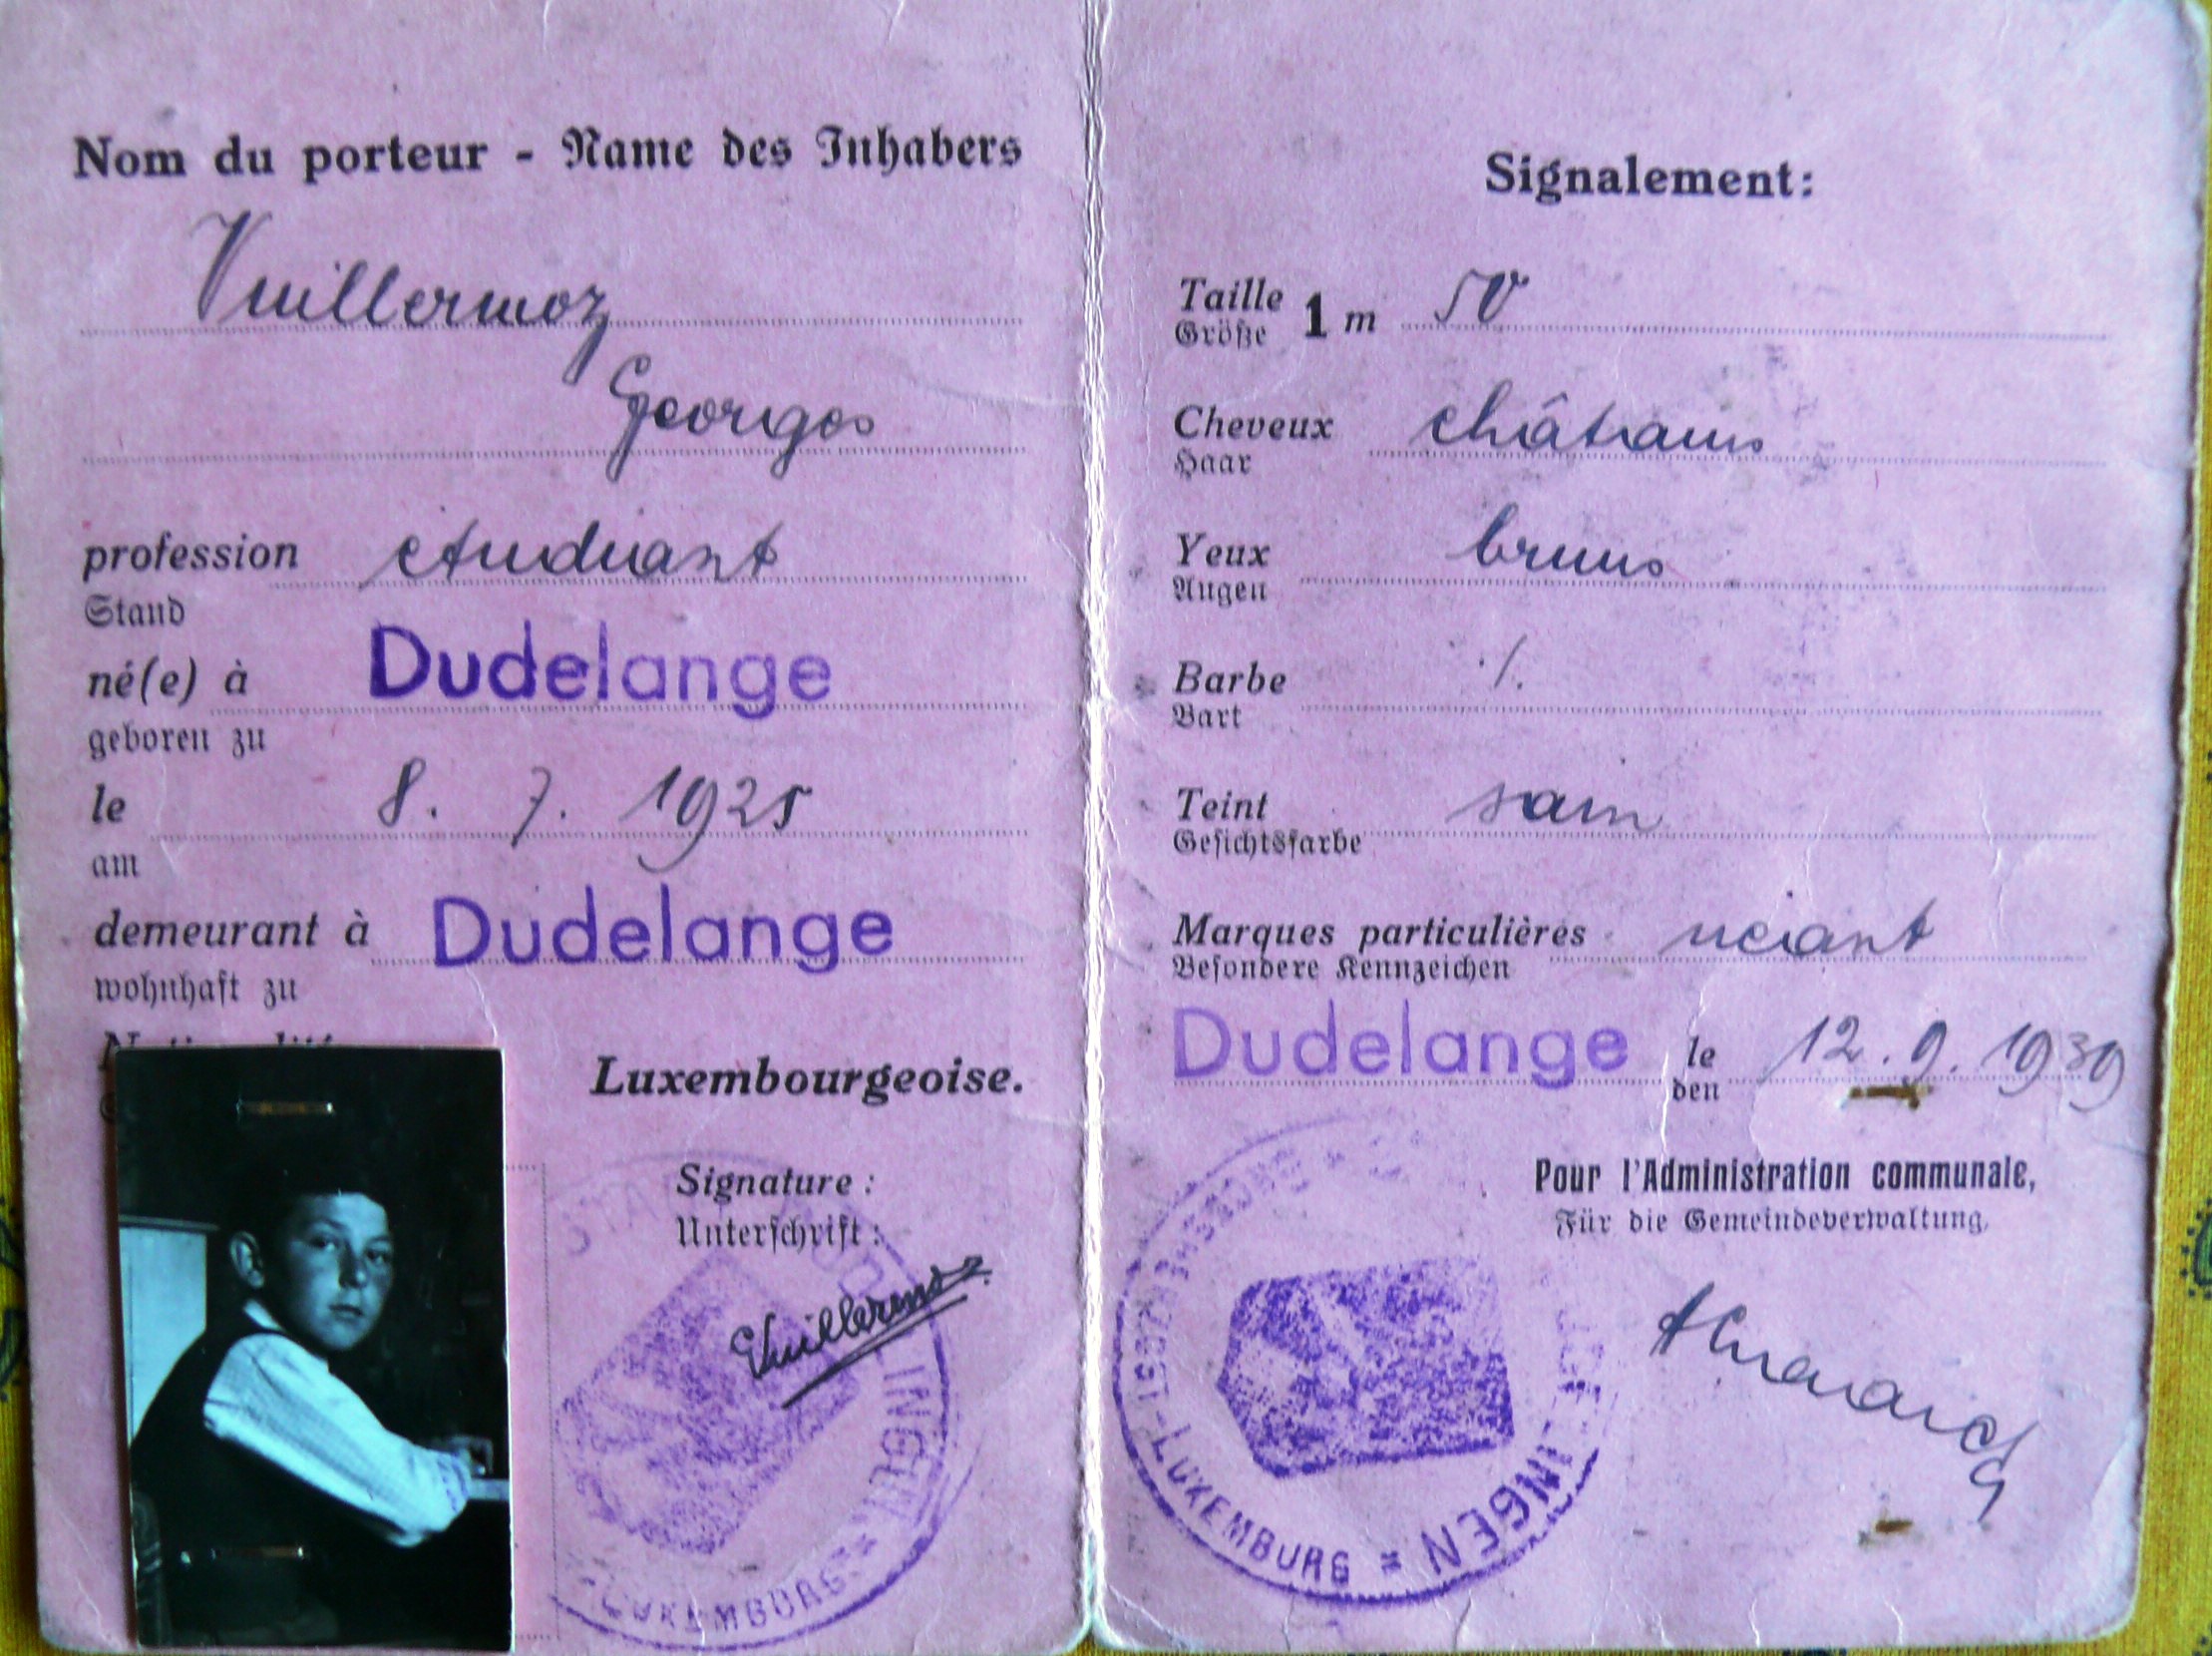 Nom du porteur - Name des Inhabers
Vuillermoz
Georges
profession étudiant
Stand
né(e) à Dudelange
geboren zu
le 8. 7. 1925
am
demeurant à Dudelange
wohnhaft zu
Luxembourgeoise.
Signature :
Unterschrift :
Vuillermoz.
LUXEMBURG
Signalement:
Taille 1 m 50
Größe
Cheveux châtains
Haar
Yeux bruns
Augen
Barbe ./.
Bart
Teint sain
Gesichtsfarbe
Marques particulières néant
Besondere Kennzeichen
Dudelange le 12.9.1939
den
Pour l'Administration communale,
Für die Gemeindeverwaltung,
LUXEMBURG